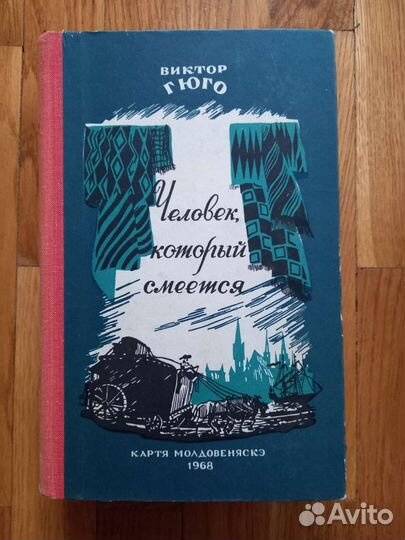 ВИКТОР
ГЮГО
Человек,
который
смеется
КАРТЯ МОЛДОВЕНЯСКЭ
1968
Avito